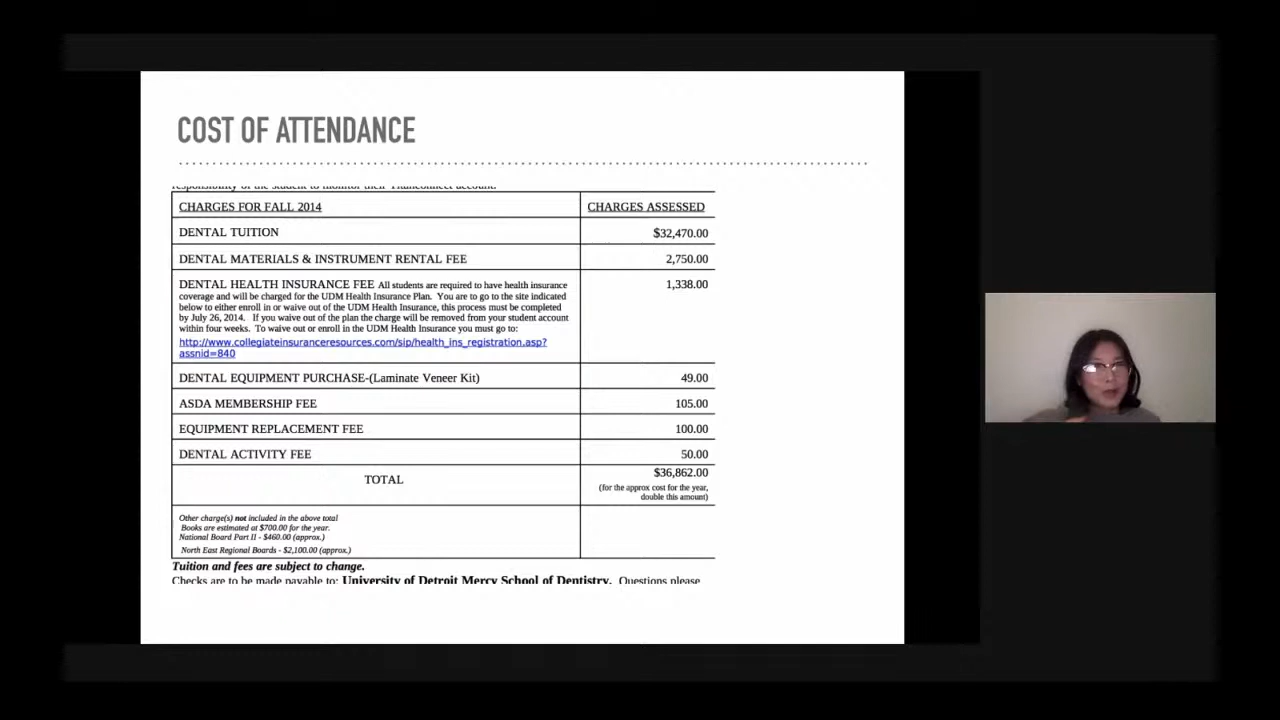 COST OF ATTENDANCE
responsibility of the student to monitor their TitanConnect account.
CHARGES FOR FALL 2014 CHARGES ASSESSED
DENTAL TUITION $32,470.00
DENTAL MATERIALS & INSTRUMENT RENTAL FEE 2,750.00
DENTAL HEALTH INSURANCE FEE All students are required to have health insurance 1,338.00
coverage and will be charged for the UDM Health Insurance Plan. You are to go to the site indicated
below to either enroll in or waive out of the UDM Health Insurance, this process must be completed
by July 26, 2014. If you waive out of the plan the charge will be removed from your student account
within four weeks. To waive out or enroll in the UDM Health Insurance you must go to:
http://www.collegiateinsuranceresources.com/sip/health_ins_registration.asp?
assnid=840
DENTAL EQUIPMENT PURCHASE-(Laminate Veneer Kit) 49.00
ASDA MEMBERSHIP FEE 105.00
EQUIPMENT REPLACEMENT FEE 100.00
DENTAL ACTIVITY FEE 50.00
TOTAL $36,862.00
(for the approx cost for the year,
double this amount)
Other charge(s) not included in the above total
Books are estimated at $700.00 for the year.
National Board Part II - $460.00 (approx.)
North East Regional Boards - $2,100.00 (approx.)
Tuition and fees are subject to change.
Checks are to be made payable to: University of Detroit Mercy School of Dentistry. Questions please